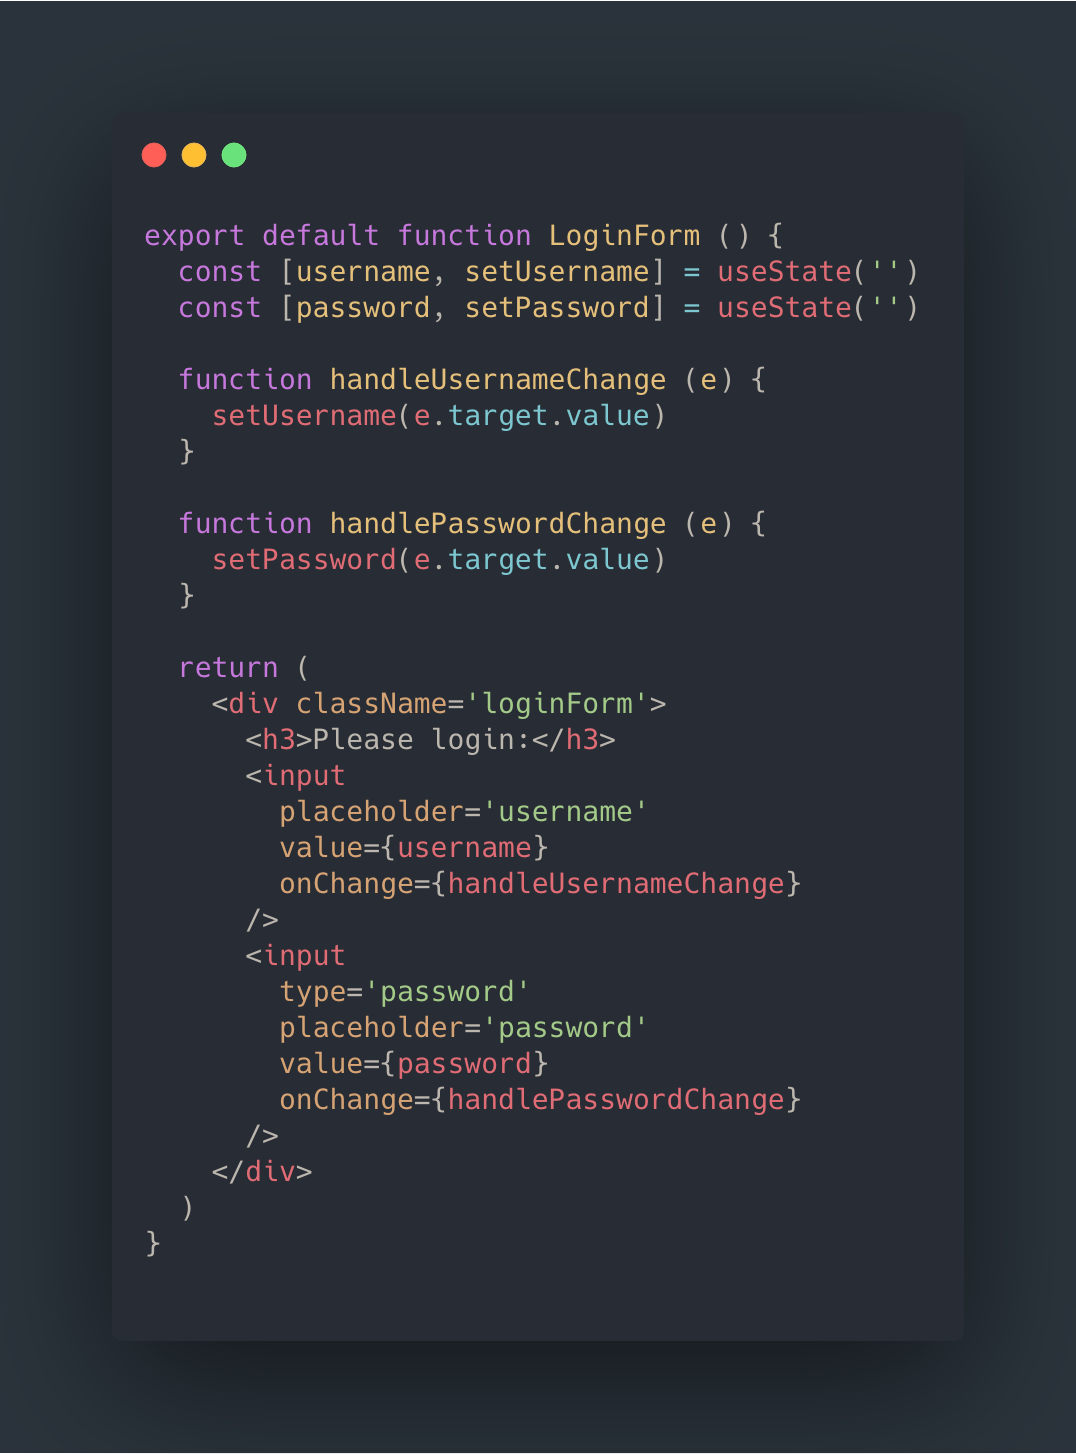 export default function LoginForm () {
  const [username, setUsername] = useState('')
  const [password, setPassword] = useState('')

  function handleUsernameChange (e) {
    setUsername(e.target.value)
  }

  function handlePasswordChange (e) {
    setPassword(e.target.value)
  }

  return (
    <div className='loginForm'>
      <h3>Please login:</h3>
      <input
        placeholder='username'
        value={username}
        onChange={handleUsernameChange}
      />
      <input
        type='password'
        placeholder='password'
        value={password}
        onChange={handlePasswordChange}
      />
    </div>
  )
}